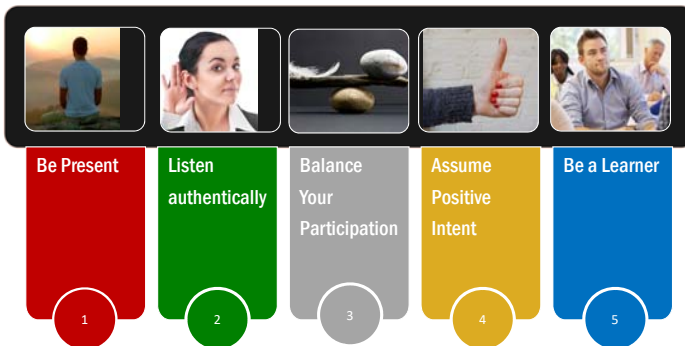 Be Present
1
Listen
authentically
2
Balance
Your
Participation
3
Assume
Positive
Intent
4
Be a Learner
5